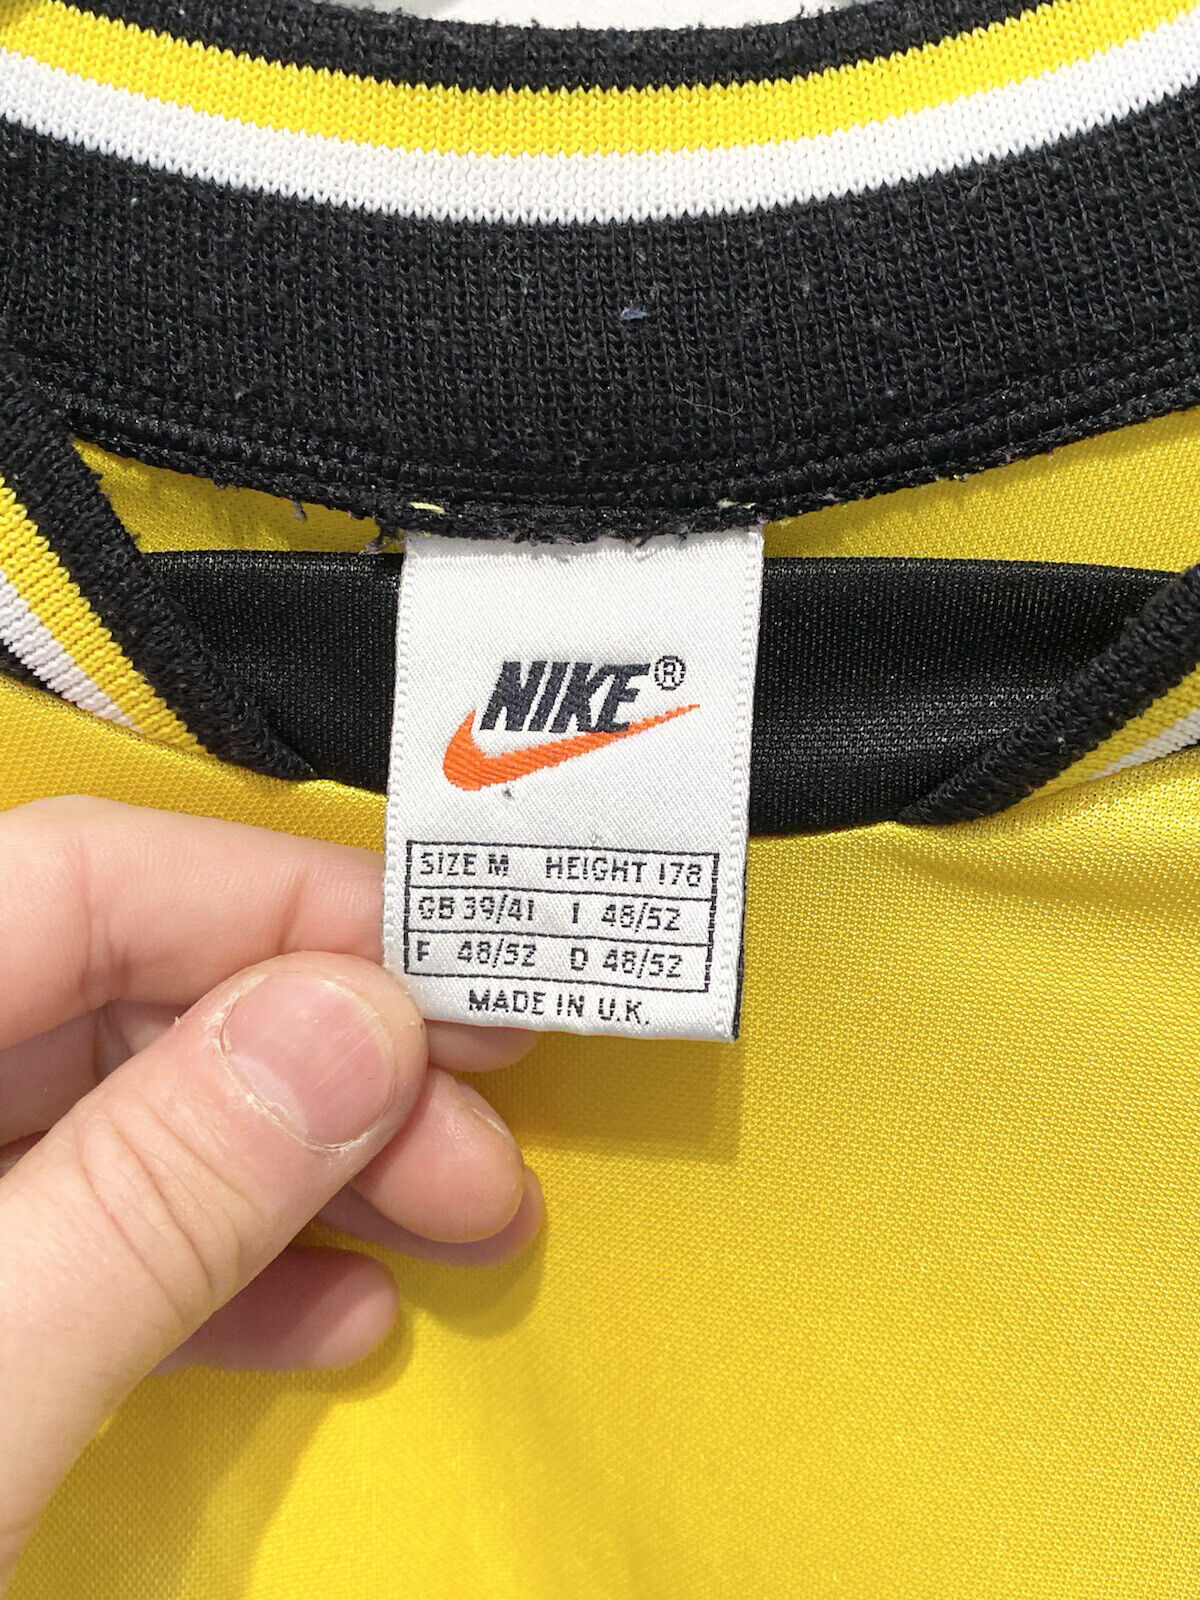 NIKE®
SIZE M HEIGHT 178
GB 39/41 I 48/52
F 48/52 D 48/52
MADE IN U.K.